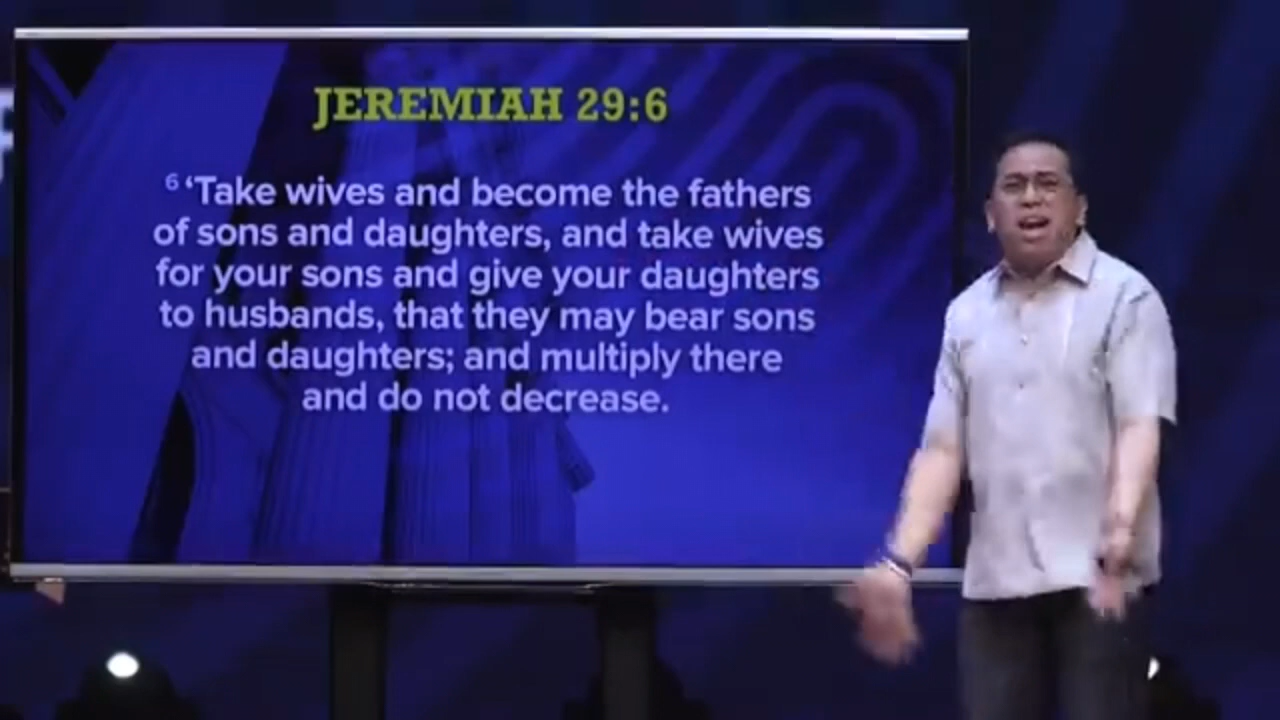 JEREMIAH 29:6
6 ‘Take wives and become the fathers
of sons and daughters, and take wives
for your sons and give your daughters
to husbands, that they may bear sons
and daughters; and multiply there
and do not decrease.